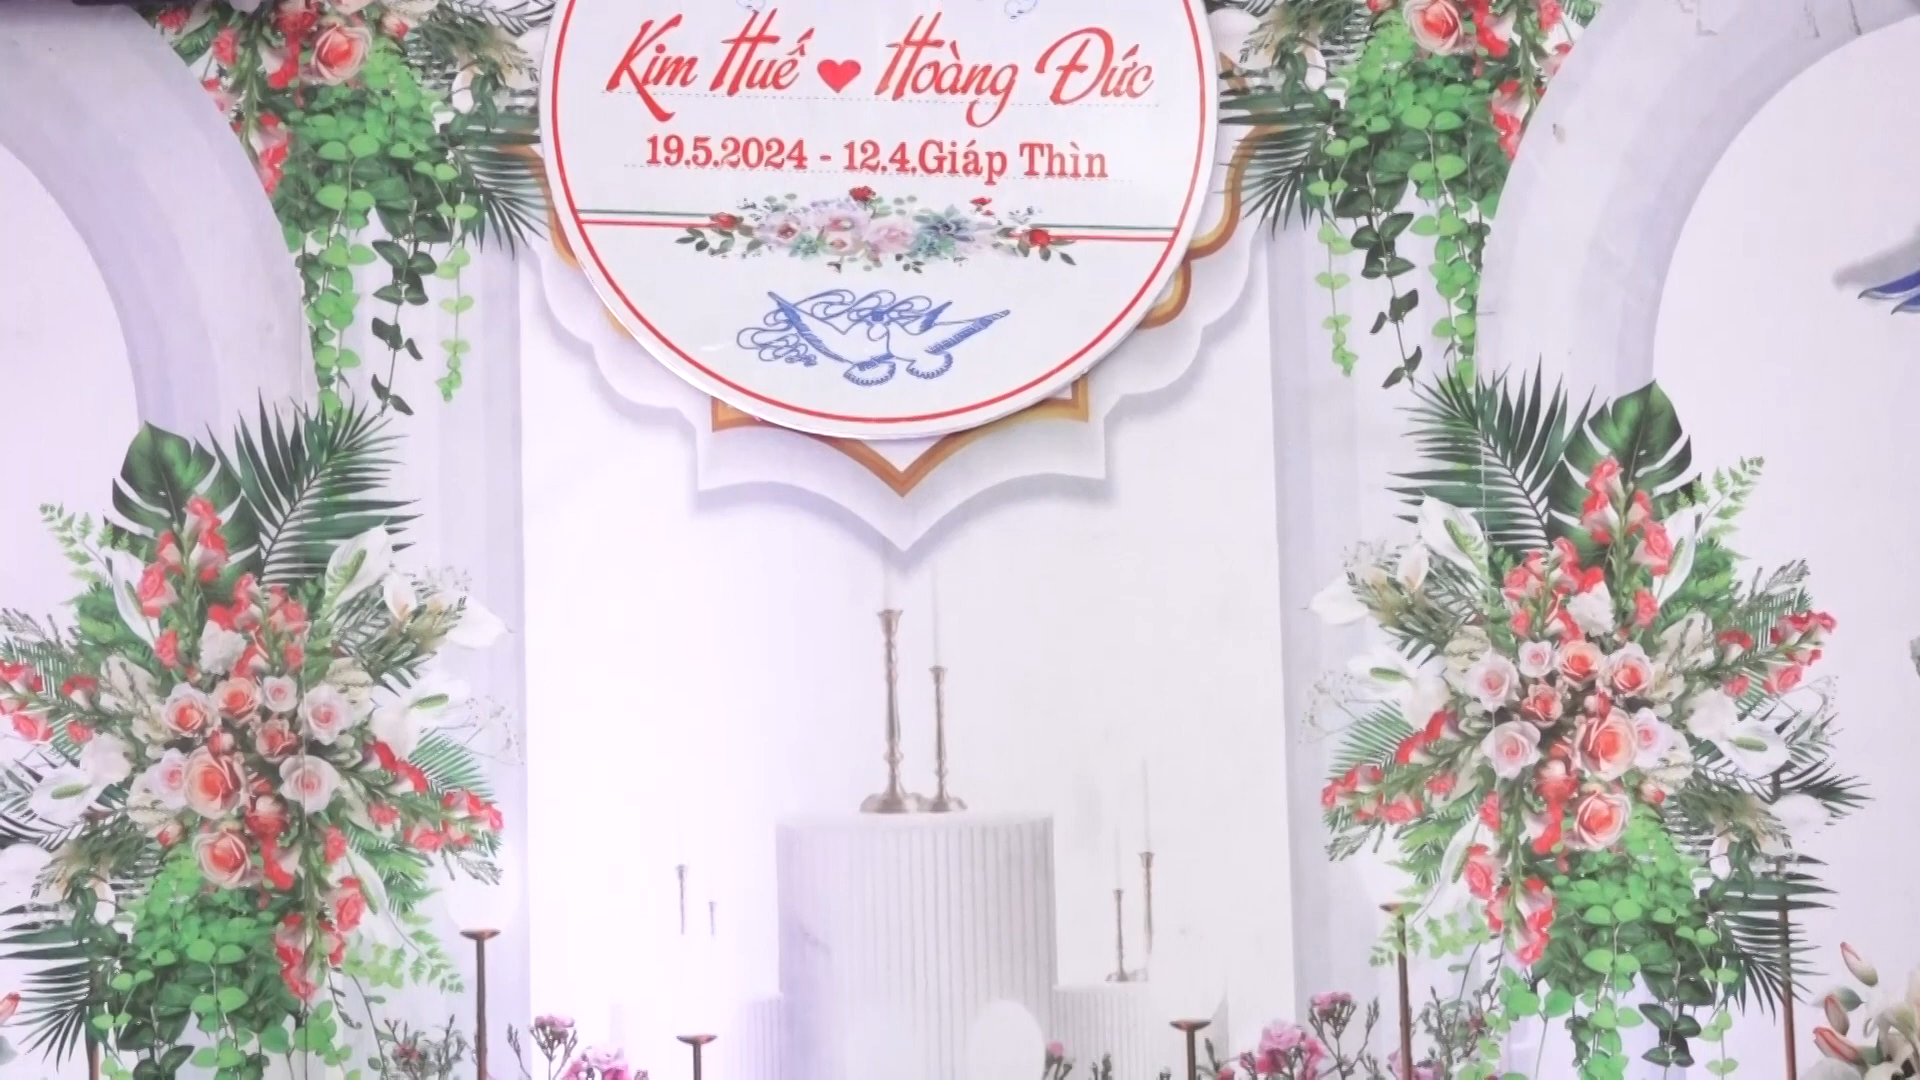 Kim Huế ❤ Hoàng Đức
19.5.2024 - 12.4.Giáp Thìn